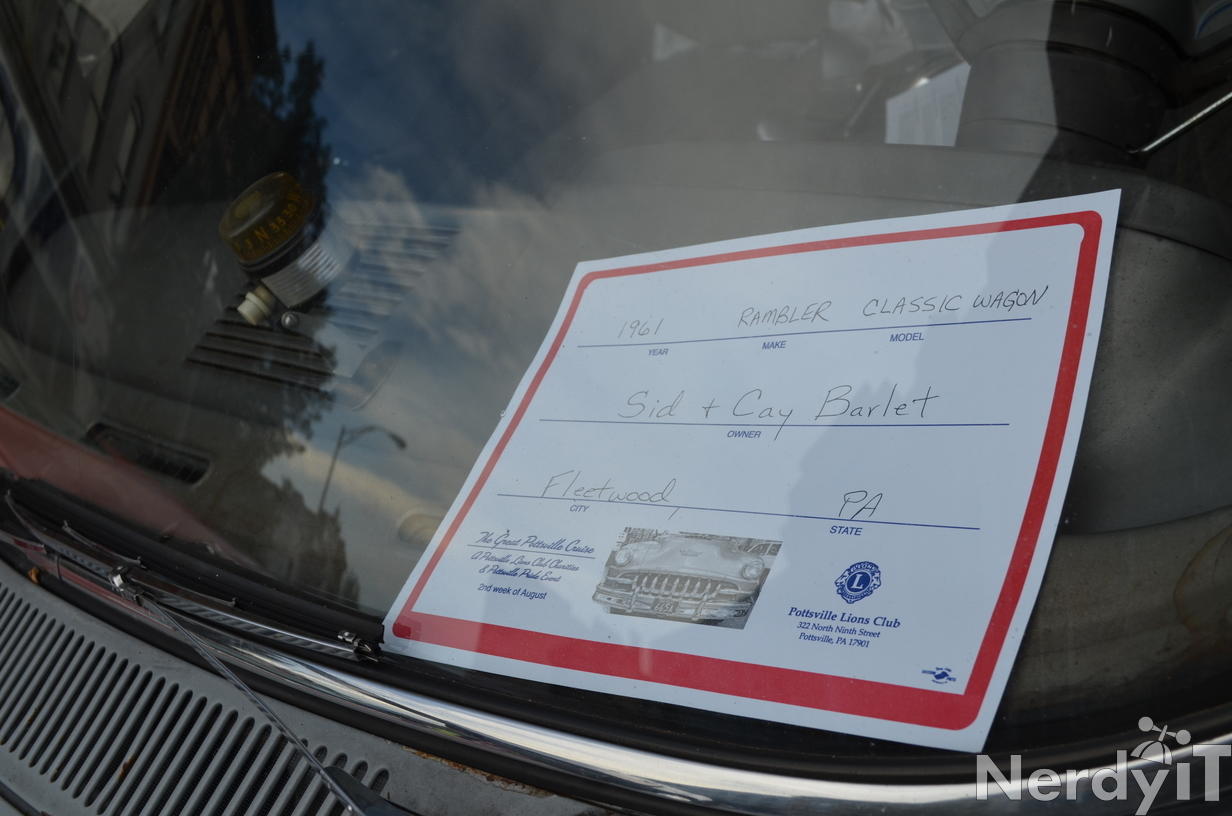 1961 RAMBLER CLASSIC WAGON
YEAR MAKE MODEL
Sid + Cay Barlet
OWNER
Fleetwood PA
CITY STATE
The Great Pottsville Cruise
A Pottsville Lions Club Charities
& Pottsville Pride Event
2nd week of August
L
Pottsville Lions Club
322 North Ninth Street
Pottsville, PA 17901
NerdyiT